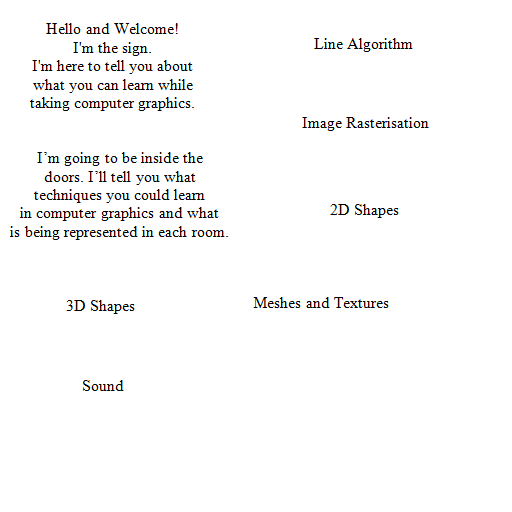 Hello and Welcome!
I'm the sign.
I'm here to tell you about
what you can learn while
taking computer graphics.
Line Algorithm
Image Rasterisation
I’m going to be inside the
doors. I’ll tell you what
techniques you could learn
in computer graphics and what
is being represented in each room.
2D Shapes
3D Shapes
Meshes and Textures
Sound